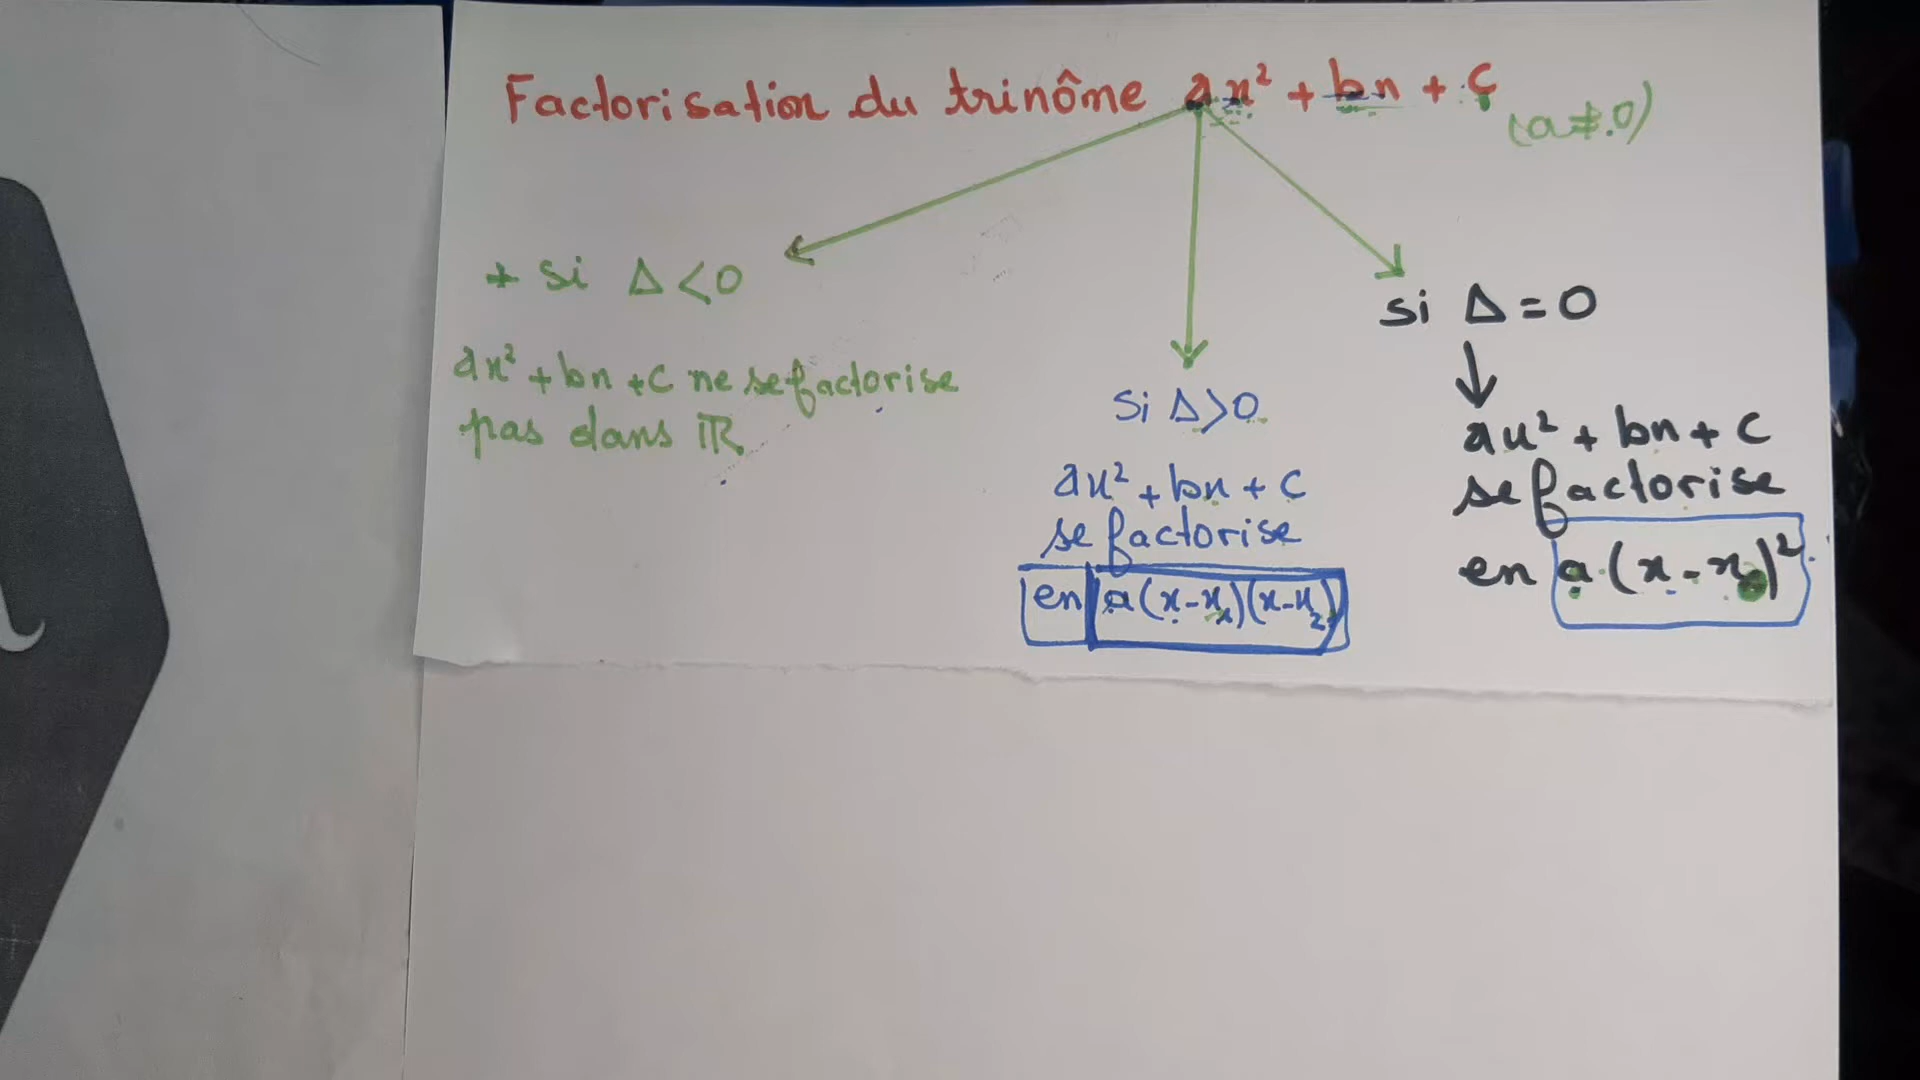 Factorisation du trinôme ax² + bx + c
(a ≠ 0)
+ si Δ < 0
ax² + bx + c ne se factorise
pas dans ℝ
si Δ > 0
ax² + bx + c
se factorise
en a(x - x₁)(x - x₂)
si Δ = 0
ax² + bx + c
se factorise
en a(x - x₀)²